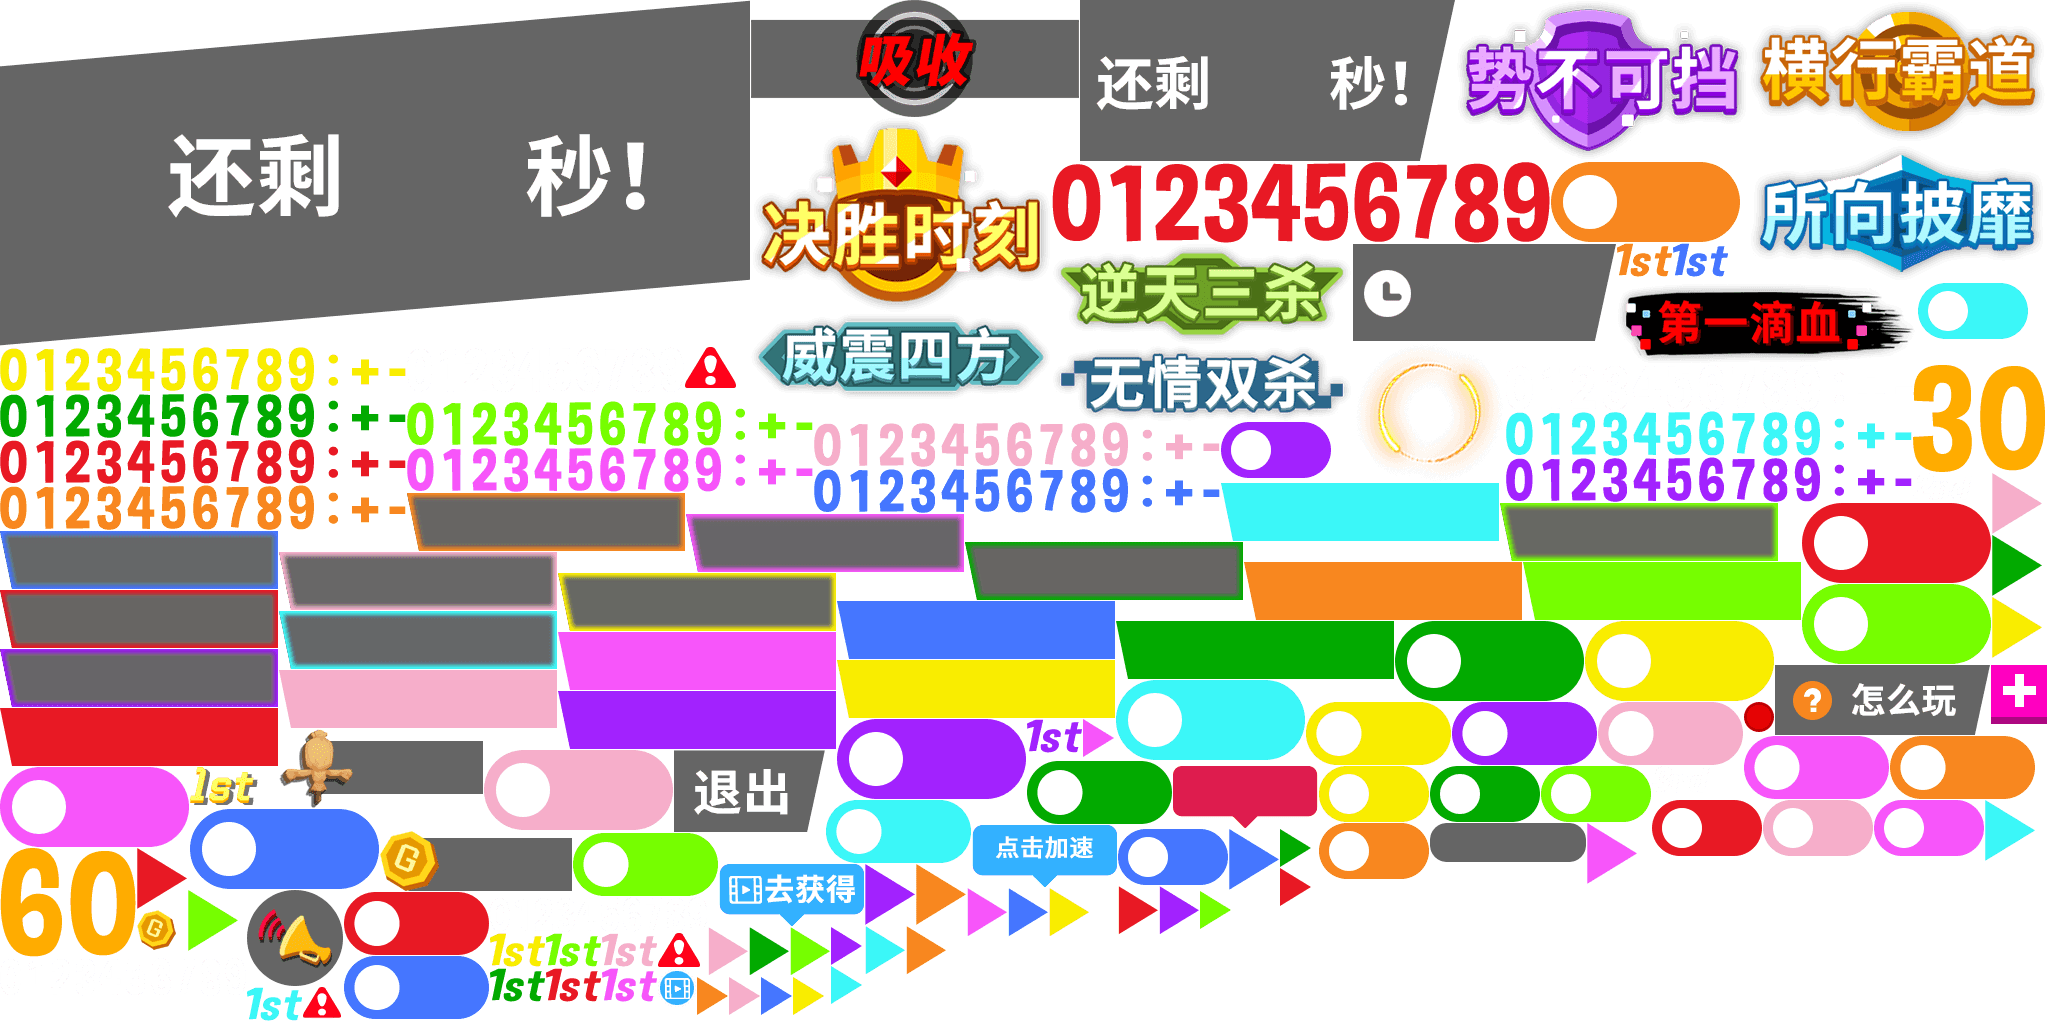 还剩 秒!
吸收
还剩 秒!
势不可挡
横行霸道
决胜时刻
0123456789
所向披靡
1st1st
逆天三杀
第一滴血
威震四方
无情双杀
0123456789:+-
0123456789:+-
0123456789:+-
0123456789:+-
0123456789:+-
0123456789:+-
0123456789:+-
0123456789:+-
0123456789:+-
0123456789:+-
30
? 怎么玩
1st
1st
退出
G
点击加速
60
G
去获得
1st1st1st
1st1st1st
1st